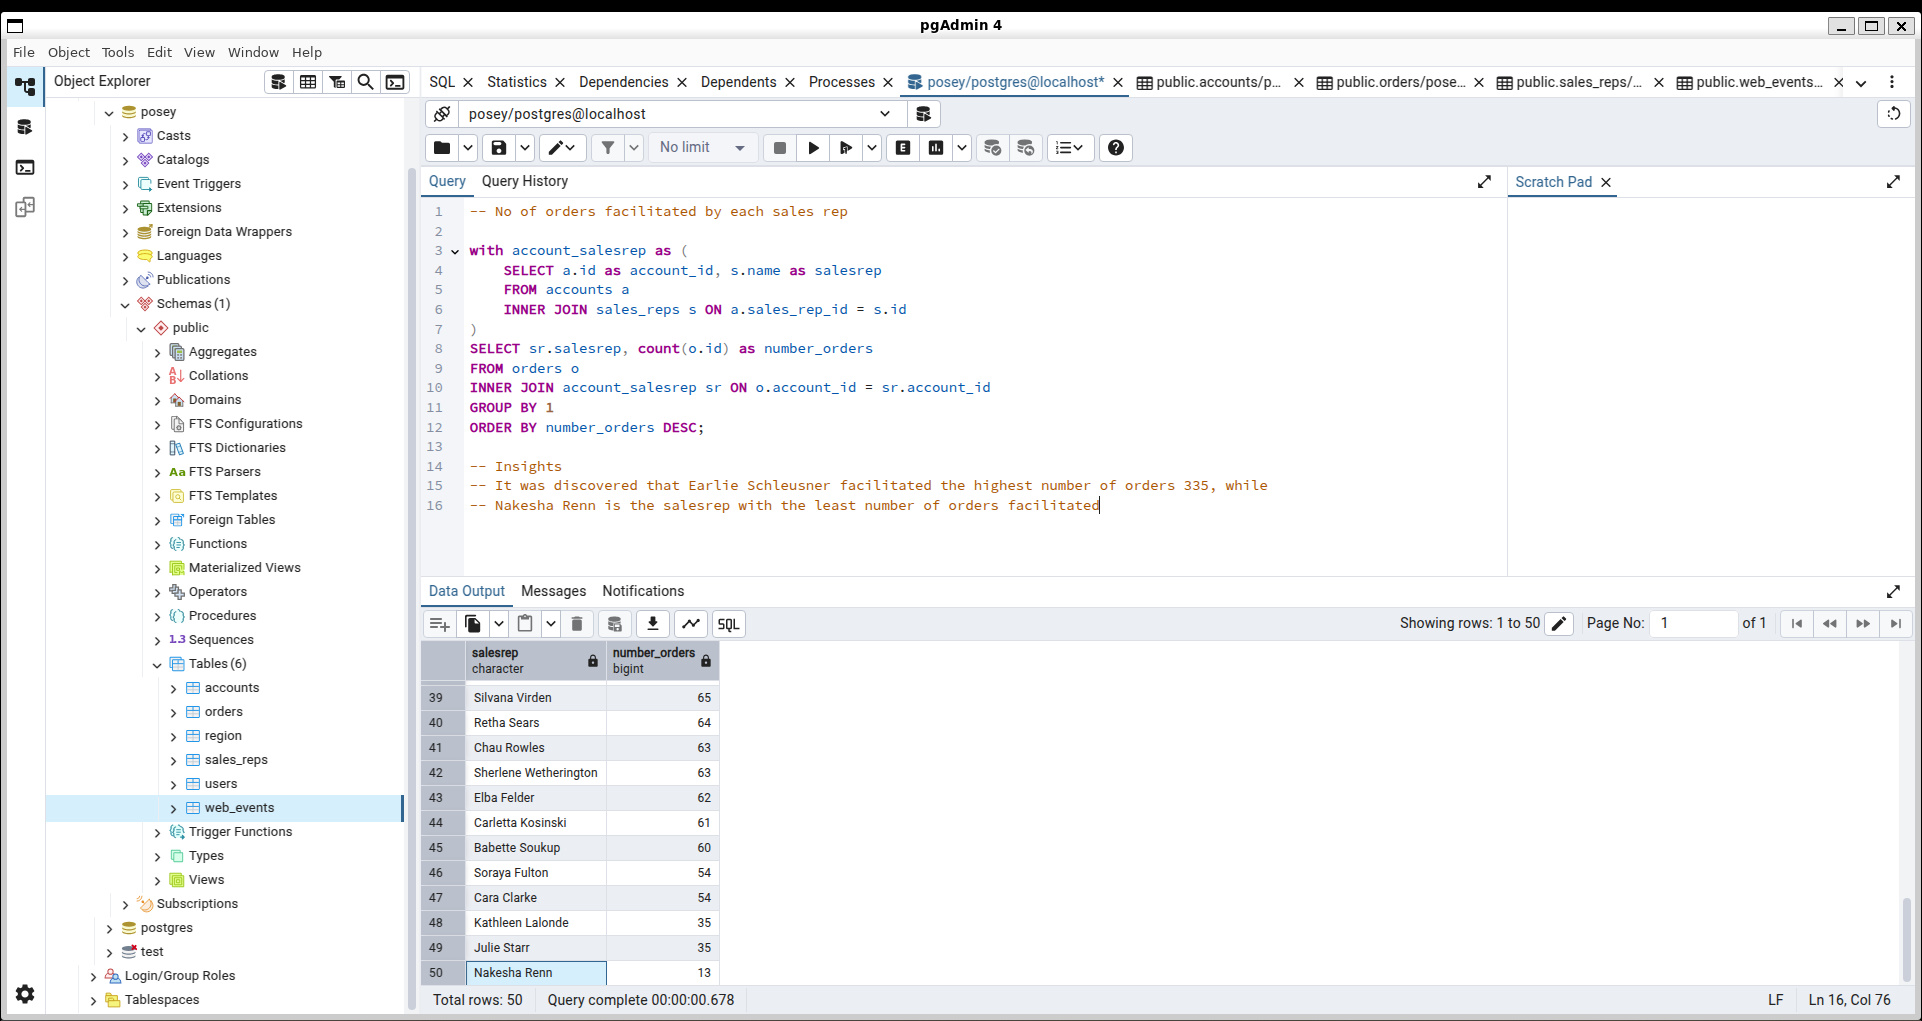 pgAdmin 4
File Object Tools Edit View Window Help
Object Explorer
posey
Casts
Catalogs
Event Triggers
Extensions
Foreign Data Wrappers
Languages
Publications
Schemas (1)
public
Aggregates
Collations
Domains
FTS Configurations
FTS Dictionaries
Aa FTS Parsers
FTS Templates
Foreign Tables
Functions
Materialized Views
Operators
Procedures
1.3 Sequences
Tables (6)
accounts
orders
region
sales_reps
users
web_events
Trigger Functions
Types
Views
Subscriptions
postgres
test
Login/Group Roles
Tablespaces
SQL Statistics Dependencies Dependents Processes posey/postgres@localhost* public.accounts/p... public.orders/pose... public.sales_reps/... public.web_events...
posey/postgres@localhost
No limit
Query Query History
Scratch Pad
1 -- No of orders facilitated by each sales rep
2
3 with account_salesrep as (
4 SELECT a.id as account_id, s.name as salesrep
5 FROM accounts a
6 INNER JOIN sales_reps s ON a.sales_rep_id = s.id
7 )
8 SELECT sr.salesrep, count(o.id) as number_orders
9 FROM orders o
10 INNER JOIN account_salesrep sr ON o.account_id = sr.account_id
11 GROUP BY 1
12 ORDER BY number_orders DESC;
13
14 -- Insights
15 -- It was discovered that Earlie Schleusner facilitated the highest number of orders 335, while
16 -- Nakesha Renn is the salesrep with the least number of orders facilitated
Data Output Messages Notifications
SQL
Showing rows: 1 to 50 Page No: 1 of 1
salesrep number_orders
character bigint
39 Silvana Virden 65
40 Retha Sears 64
41 Chau Rowles 63
42 Sherlene Wetherington 63
43 Elba Felder 62
44 Carletta Kosinski 61
45 Babette Soukup 60
46 Soraya Fulton 54
47 Cara Clarke 54
48 Kathleen Lalonde 35
49 Julie Starr 35
50 Nakesha Renn 13
Total rows: 50 Query complete 00:00:00.678 LF Ln 16, Col 76